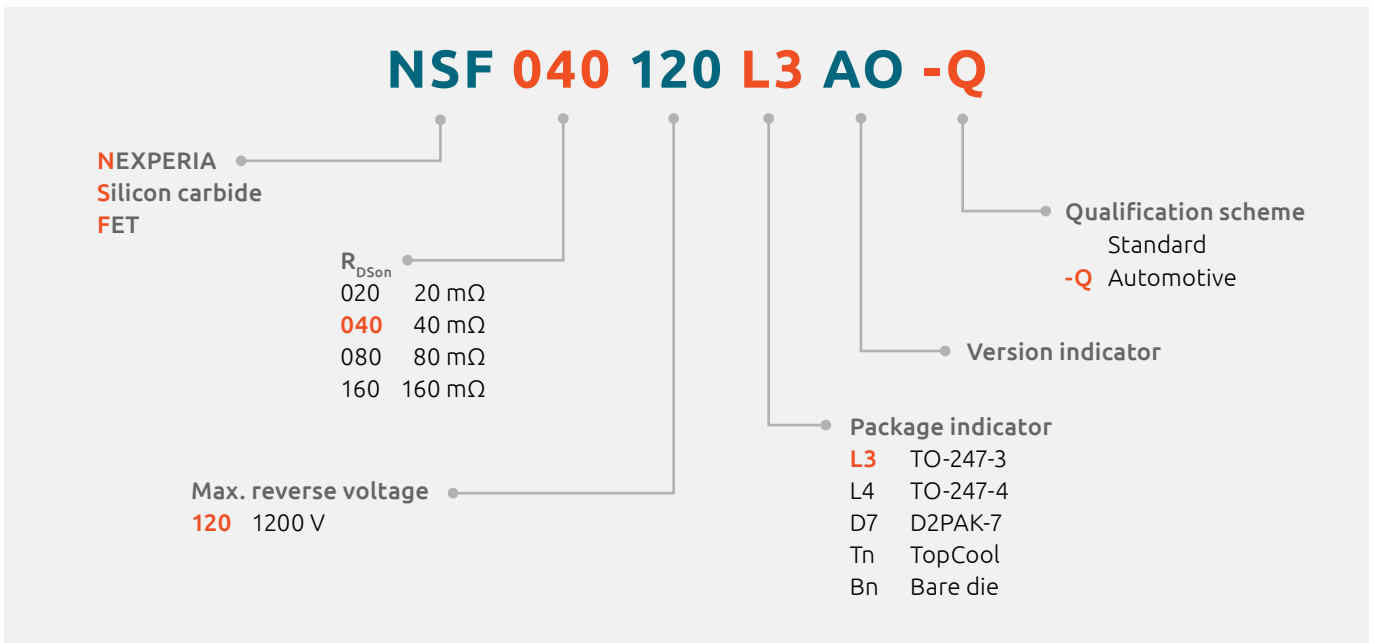 NSF 040 120 L3 AO -Q
NEXPERIA
Silicon carbide
FET
RDSon
020 20 mΩ
040 40 mΩ
080 80 mΩ
160 160 mΩ
Max. reverse voltage
120 1200 V
Qualification scheme
Standard
-Q Automotive
Version indicator
Package indicator
L3 TO-247-3
L4 TO-247-4
D7 D2PAK-7
Tn TopCool
Bn Bare die